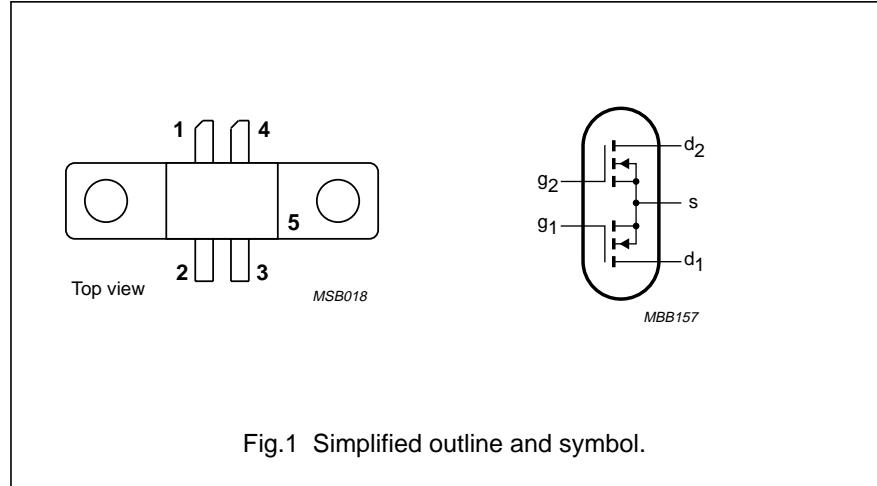 1 4
5
2 3
Top view
MSB018
d2
g2
s
g1
d1
MBB157
Fig.1 Simplified outline and symbol.